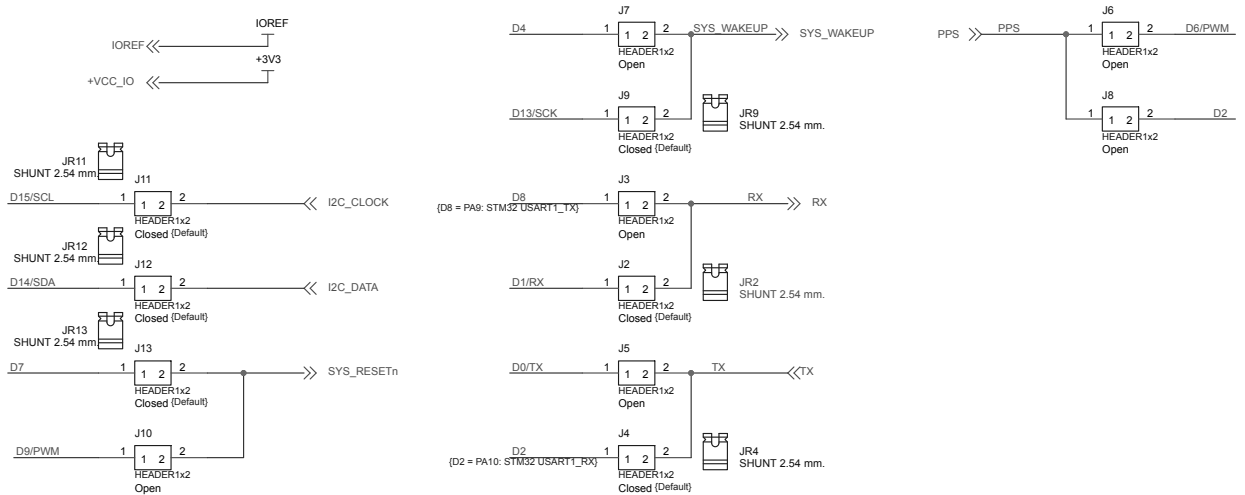 IOREF
IOREF
+3V3
+VCC_IO
JR11
SHUNT 2.54 mm.
J11
D15/SCL
1
1 2
2
I2C_CLOCK
HEADER1x2
Closed {Default}
JR12
SHUNT 2.54 mm.
J12
D14/SDA
1
1 2
2
I2C_DATA
HEADER1x2
Closed {Default}
JR13
SHUNT 2.54 mm.
J13
D7
1
1 2
2
SYS_RESETn
HEADER1x2
Closed {Default}
J10
D9/PWM
1
1 2
2
HEADER1x2
Open
J7
D4
1
1 2
2
SYS_WAKEUP
SYS_WAKEUP
HEADER1x2
Open
J9
D13/SCK
1
1 2
2
HEADER1x2
Closed {Default}
JR9
SHUNT 2.54 mm.
J3
D8
{D8 = PA9: STM32 USART1_TX}
1
1 2
2
RX
RX
HEADER1x2
Open
J2
D1/RX
1
1 2
2
HEADER1x2
Closed {Default}
JR2
SHUNT 2.54 mm.
J5
D0/TX
1
1 2
2
TX
TX
HEADER1x2
Open
J4
D2
{D2 = PA10: STM32 USART1_RX}
1
1 2
2
HEADER1x2
Closed {Default}
JR4
SHUNT 2.54 mm.
J6
PPS
PPS
1
1 2
2
D6/PWM
HEADER1x2
Open
J8
1
1 2
2
D2
HEADER1x2
Open